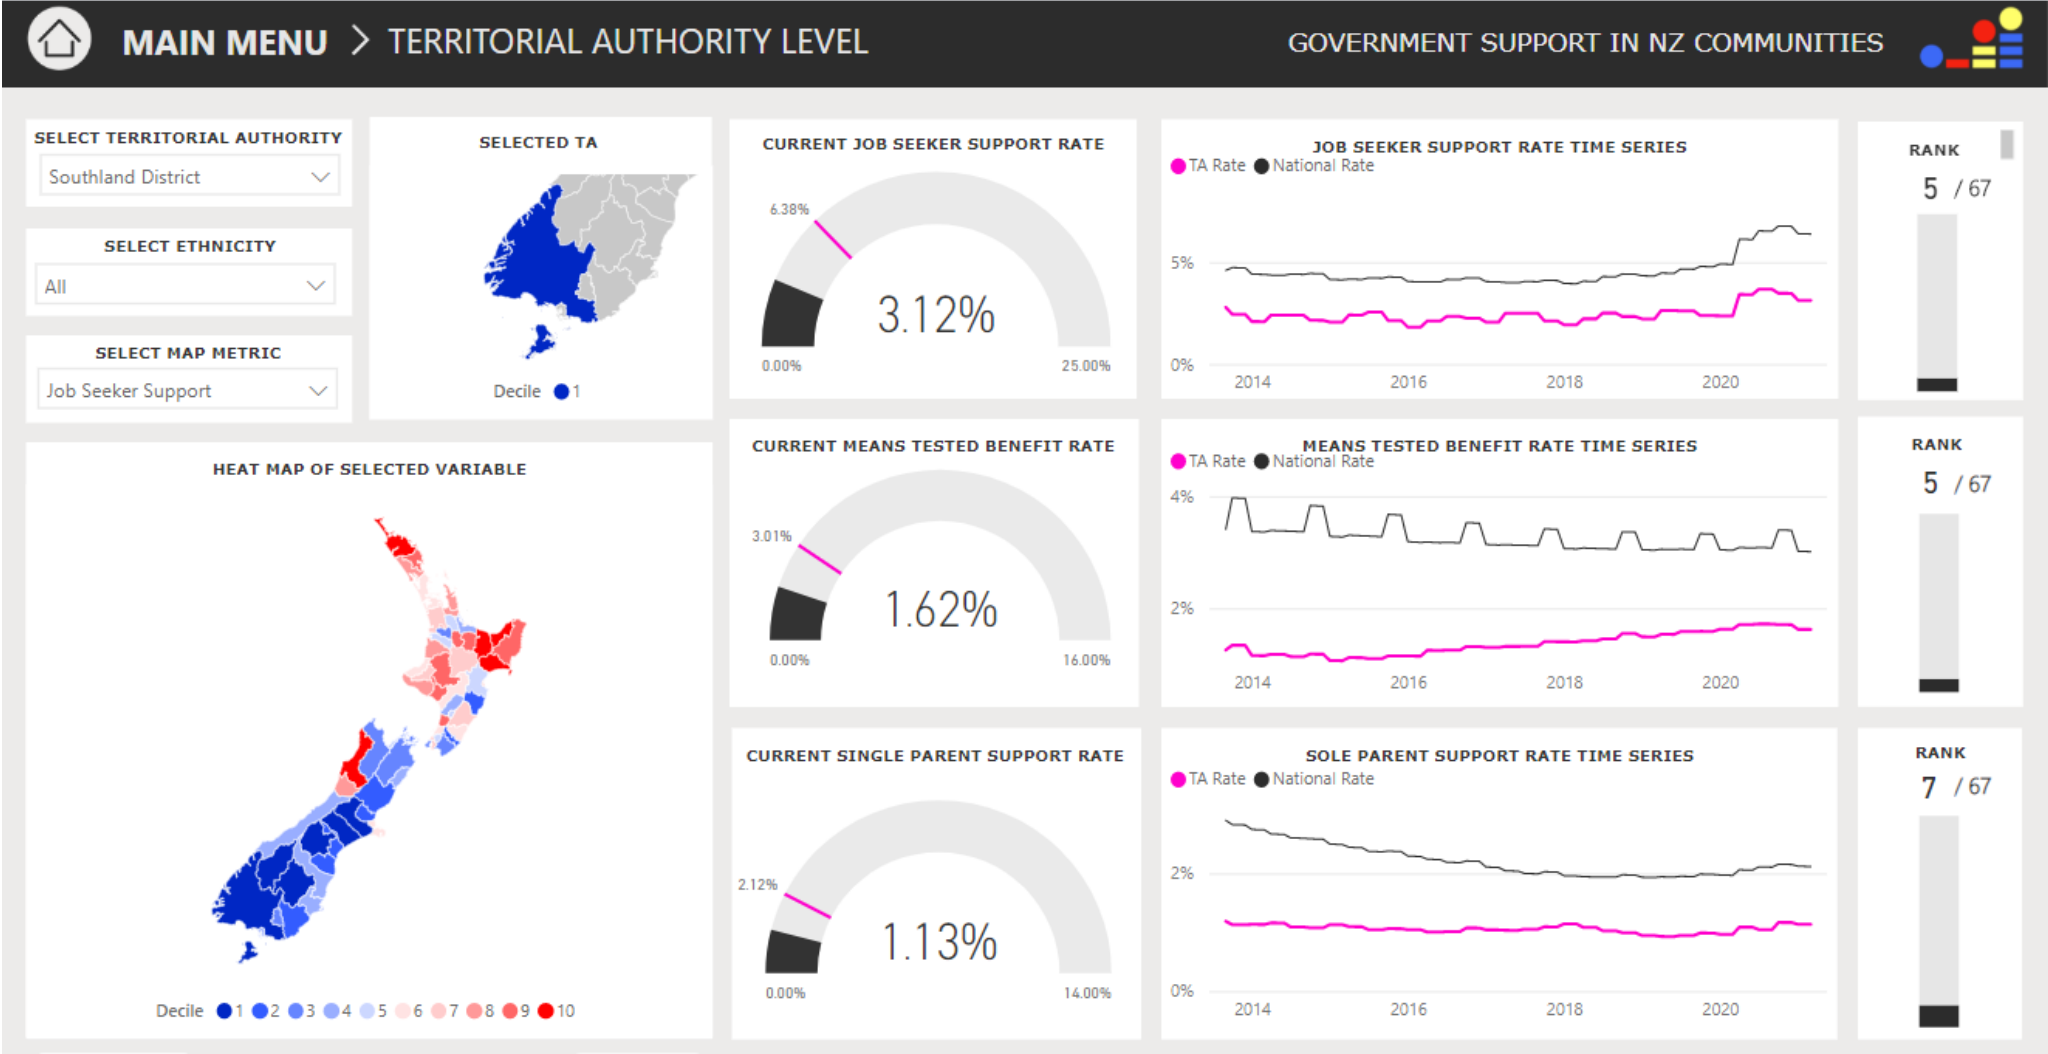 MAIN MENU > TERRITORIAL AUTHORITY LEVEL
GOVERNMENT SUPPORT IN NZ COMMUNITIES
SELECT TERRITORIAL AUTHORITY
Southland District
SELECT ETHNICITY
All
SELECT MAP METRIC
Job Seeker Support
SELECTED TA
Decile 1
HEAT MAP OF SELECTED VARIABLE
Decile 1 2 3 4 5 6 7 8 9 10
CURRENT JOB SEEKER SUPPORT RATE
6.38%
3.12%
0.00% 25.00%
JOB SEEKER SUPPORT RATE TIME SERIES
TA Rate National Rate
5%
0%
2014 2016 2018 2020
RANK
5 / 67
CURRENT MEANS TESTED BENEFIT RATE
3.01%
1.62%
0.00% 16.00%
MEANS TESTED BENEFIT RATE TIME SERIES
TA Rate National Rate
4%
2%
2014 2016 2018 2020
RANK
5 / 67
CURRENT SINGLE PARENT SUPPORT RATE
2.12%
1.13%
0.00% 14.00%
SOLE PARENT SUPPORT RATE TIME SERIES
TA Rate National Rate
2%
0%
2014 2016 2018 2020
RANK
7 / 67